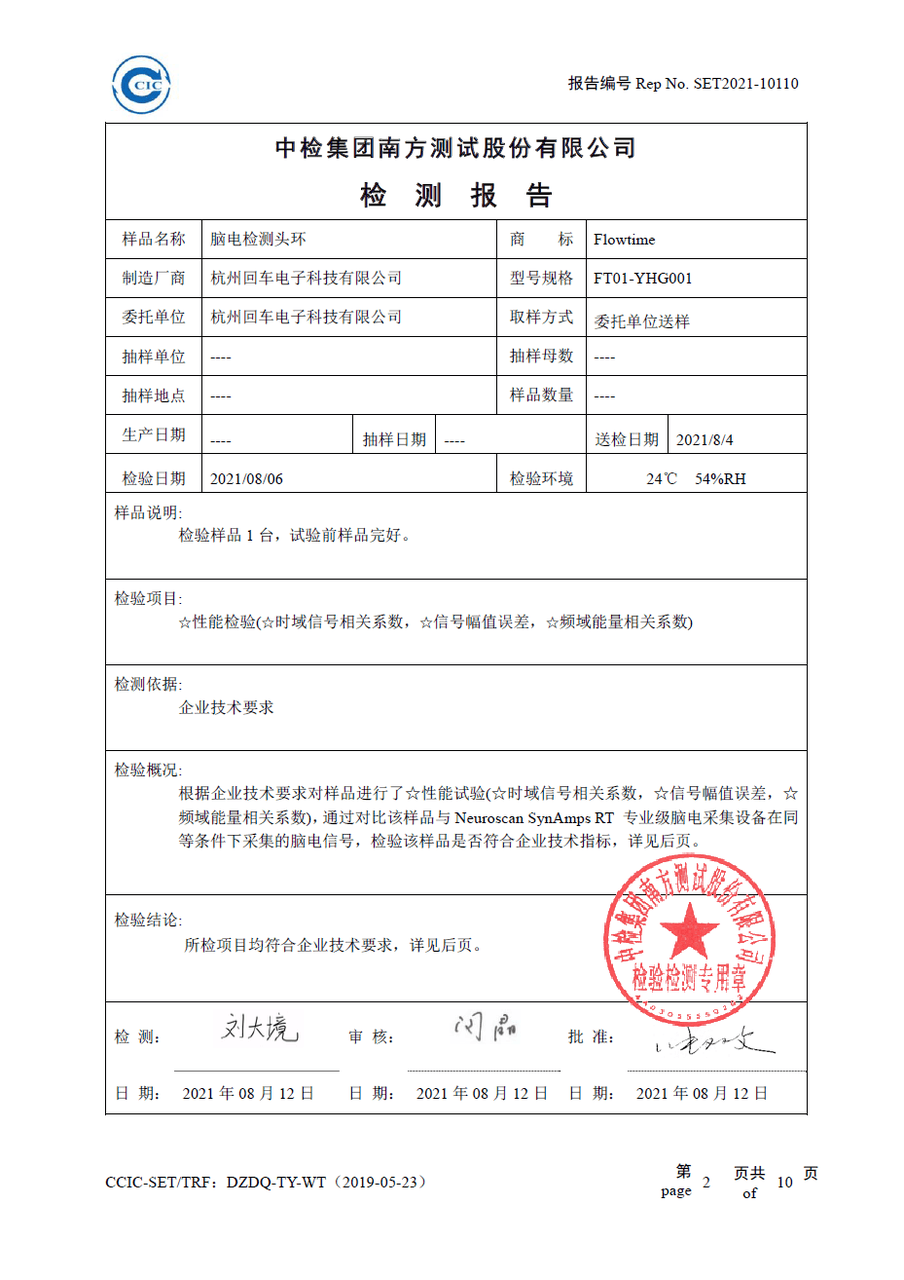 CCIC
报告编号 Rep No. SET2021-10110
中检集团南方测试股份有限公司
检 测 报 告
样品名称 脑电检测头环 商 标 Flowtime
制造厂商 杭州回车电子科技有限公司 型号规格 FT01-YHG001
委托单位 杭州回车电子科技有限公司 取样方式 委托单位送样
抽样单位 ---- 抽样母数 ----
抽样地点 ---- 样品数量 ----
生产日期 ---- 抽样日期 ---- 送检日期 2021/8/4
检验日期 2021/08/06 检验环境 24℃ 54%RH
样品说明:
检验样品 1 台，试验前样品完好。
检验项目:
☆性能检验(☆时域信号相关系数，☆信号幅值误差，☆频域能量相关系数)
检测依据:
企业技术要求
检验概况:
根据企业技术要求对样品进行了☆性能试验(☆时域信号相关系数，☆信号幅值误差，☆
频域能量相关系数)，通过对比该样品与 Neuroscan SynAmps RT 专业级脑电采集设备在同
等条件下采集的脑电信号，检验该样品是否符合企业技术指标，详见后页。
检验结论:
所检项目均符合企业技术要求，详见后页。
中检集团南方测试股份有限公司
检验检测专用章
检 测： 刘大境 审 核： 闵晶 批 准：
日 期： 2021 年 08 月 12 日 日 期： 2021 年 08 月 12 日 日 期： 2021 年 08 月 12 日
CCIC-SET/TRF：DZDQ-TY-WT（2019-05-23）
第 2 页共 10 页
page of